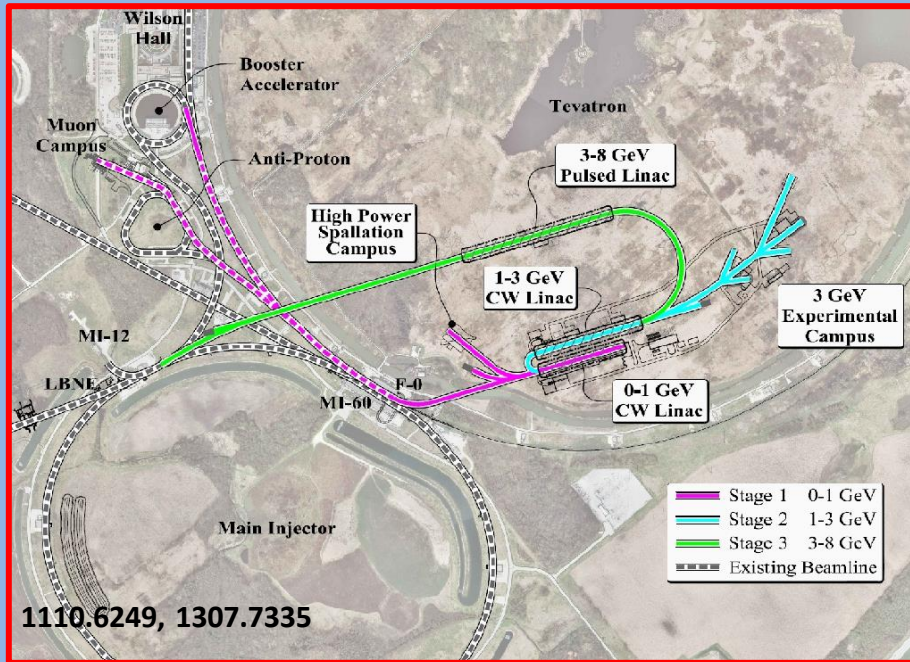 Wilson
Hall
Booster
Accelerator
Tevatron
Muon
Campus
Anti-Proton
3-8 GeV
Pulsed Linac
High Power
Spallation
Campus
1-3 GeV
CW Linac
3 GeV
Experimental
Campus
MI-12
LBNE
F-0
MI-60
0-1 GeV
CW Linac
Main Injector
Stage 1 0-1 GeV
Stage 2 1-3 GeV
Stage 3 3-8 GeV
Existing Beamline
1110.6249, 1307.7335